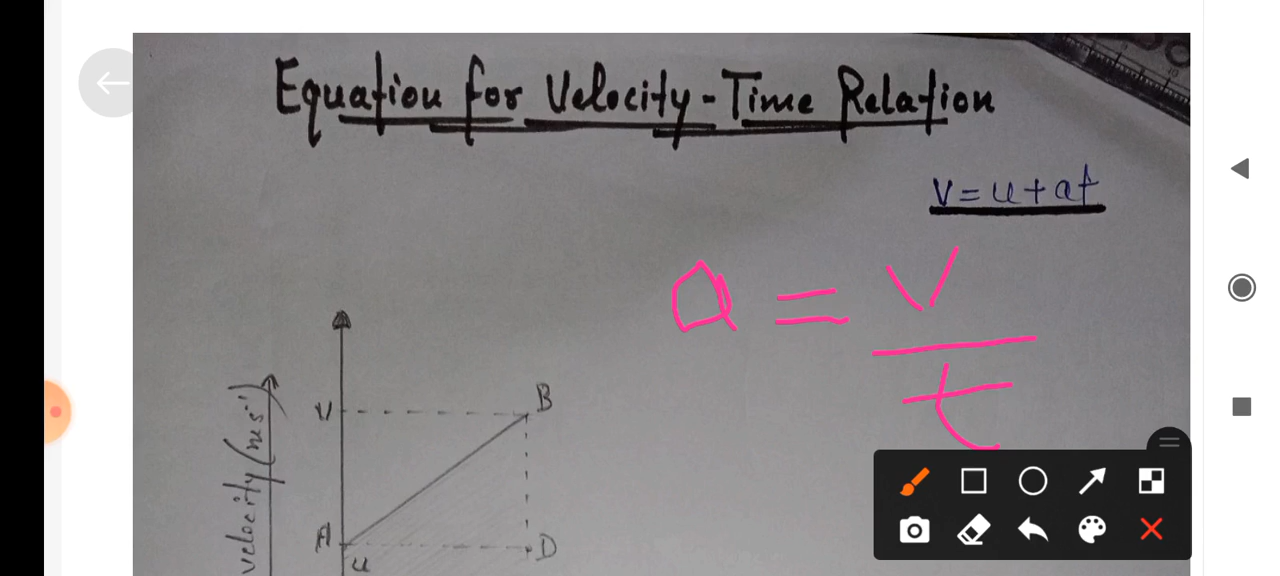 Equation for Velocity-Time Relation
v=u+at
a = v
t
V
B
velocity (ms⁻¹)
A
D
u